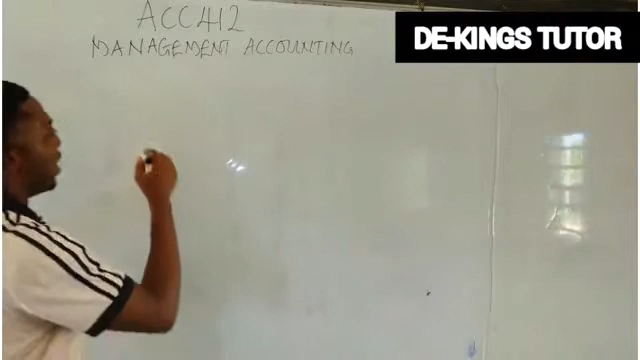 ACC412
MANAGEMENT ACCOUNTING
DE-KINGS TUTOR